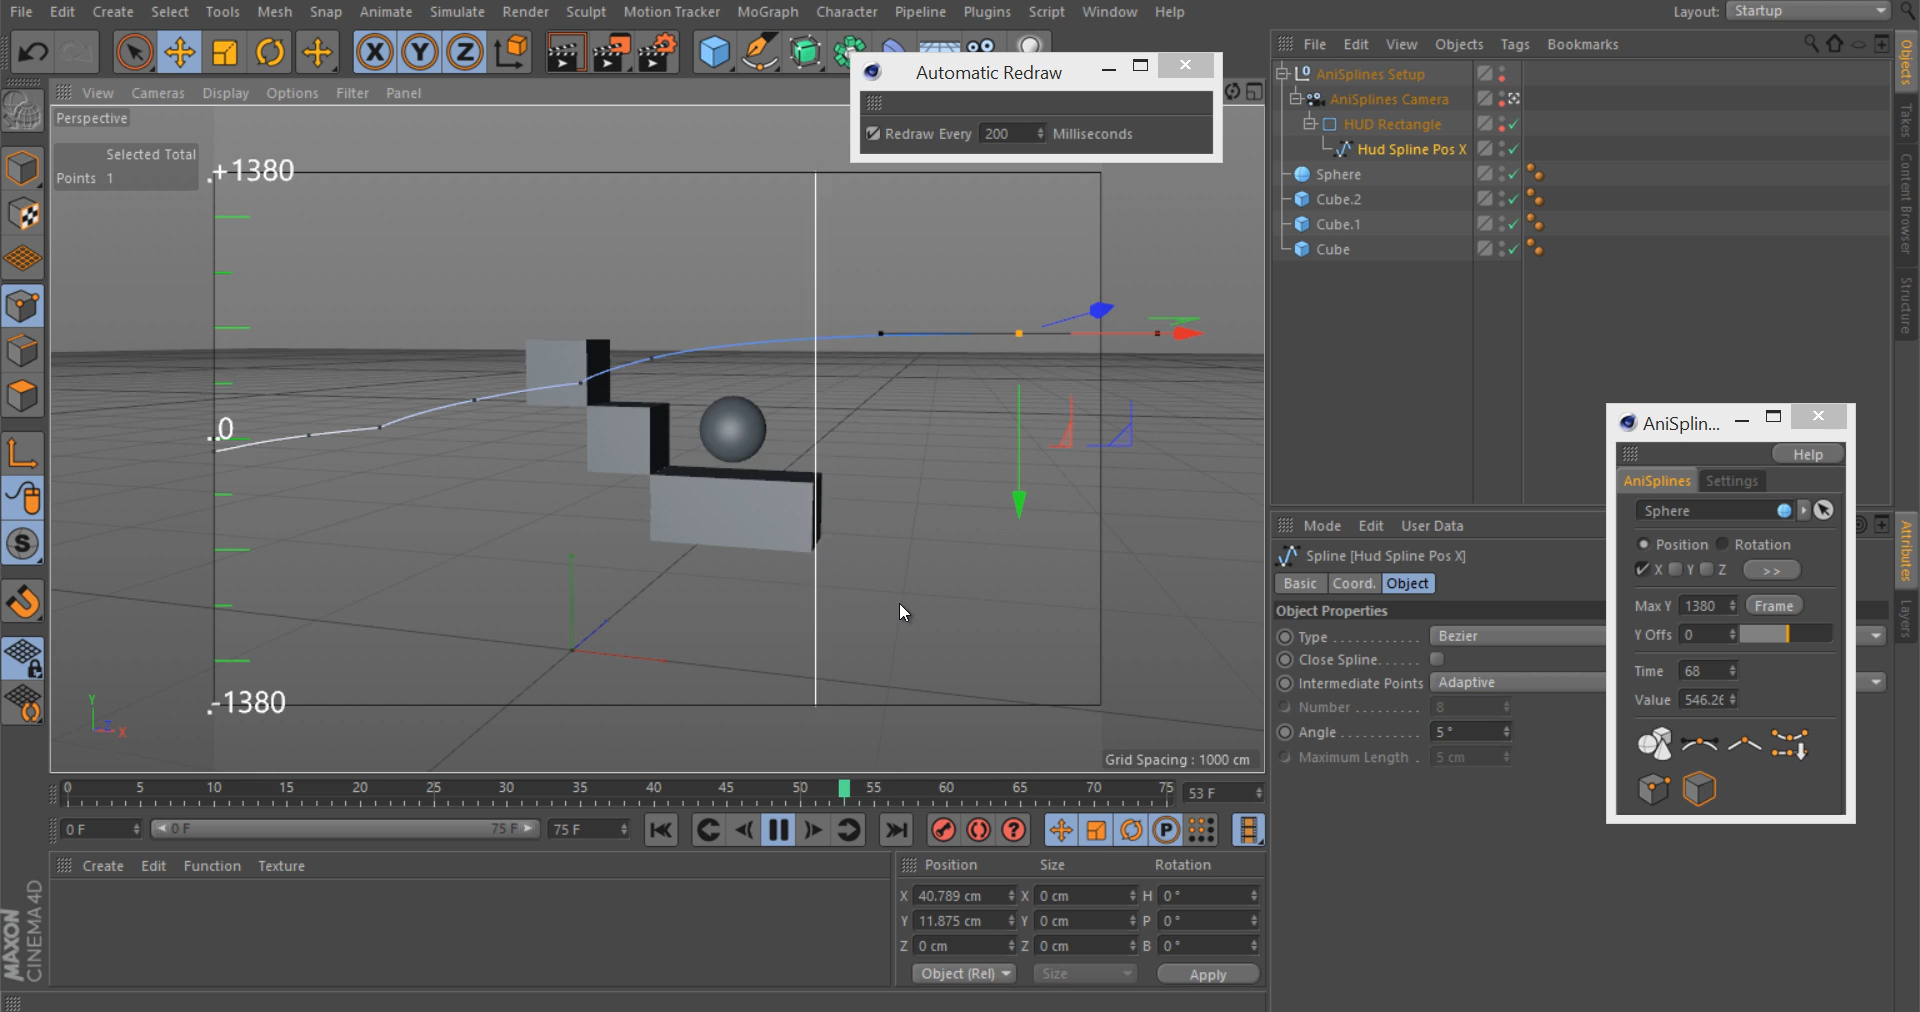 File Edit Create Select Tools Mesh Snap Animate Simulate Render Sculpt Motion Tracker MoGraph Character Pipeline Plugins Script Window Help Layout: Startup
X Y Z
File Edit View Objects Tags Bookmarks
Automatic Redraw
Redraw Every 200 Milliseconds
View Cameras Display Options Filter Panel
Perspective
Selected Total
Points 1
+1380
0
-1380
Y
Z
X
Grid Spacing : 1000 cm
AniSplines Setup
AniSplines Camera
HUD Rectangle
Hud Spline Pos X
Sphere
Cube.2
Cube.1
Cube
Objects
Takes
Content Browser
Structure
Attributes
Layers
Mode Edit User Data
Spline [Hud Spline Pos X]
Basic Coord. Object
Object Properties
Type . . . . . . . . . . . . Bezier
Close Spline. . . . . .
Intermediate Points Adaptive
Number . . . . . . . . . 8
Angle . . . . . . . . . . . 5 °
Maximum Length . 5 cm
AniSplin...
Help
AniSplines Settings
Sphere
Position Rotation
X Y Z >>
Max Y 1380 Frame
Y Offs 0
Time 68
Value 546.26
0 5 10 15 20 25 30 35 40 45 50 55 60 65 70 75 53 F
0 F 0 F 75 F 75 F
P
Create Edit Function Texture
Position Size Rotation
X 40.789 cm X 0 cm H 0 °
Y 11.875 cm Y 0 cm P 0 °
Z 0 cm Z 0 cm B 0 °
Object (Rel) Size Apply
MAXON
CINEMA 4D